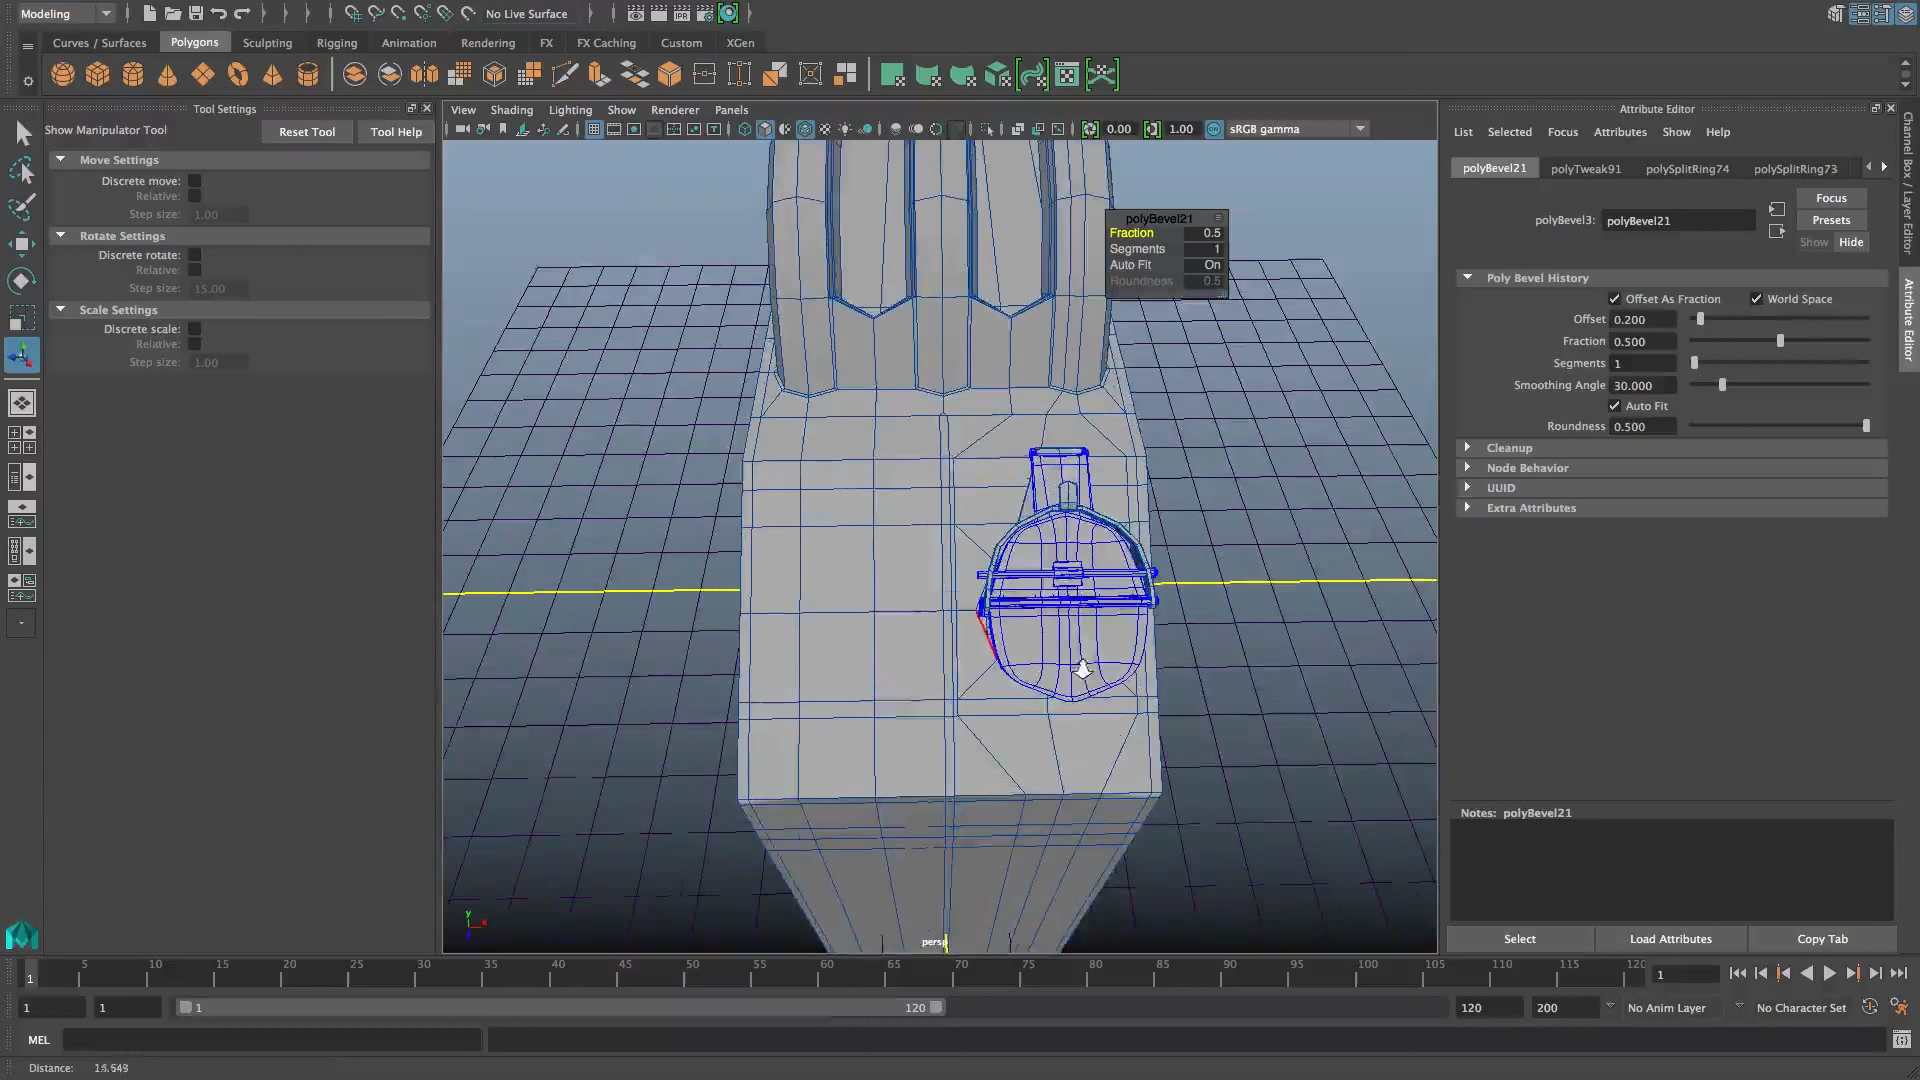 Modeling
No Live Surface
Curves / Surfaces
Polygons
Sculpting
Rigging
Animation
Rendering
FX
FX Caching
Custom
XGen
Tool Settings
Show Manipulator Tool
Reset Tool
Tool Help
Move Settings
Discrete move:
Relative:
Step size: 1.00
Rotate Settings
Discrete rotate:
Relative:
Step size: 15.00
Scale Settings
Discrete scale:
Relative:
Step size: 1.00
View Shading Lighting Show Renderer Panels
0.00 1.00 sRGB gamma
polyBevel21
Fraction 0.5
Segments 1
Auto Fit On
Roundness 0.5
persp
y
x
Attribute Editor
List Selected Focus Attributes Show Help
polyBevel21 polyTweak91 polySplitRing74 polySplitRing73
Focus
polyBevel3: polyBevel21
Presets
Show Hide
Poly Bevel History
Offset As Fraction World Space
Offset 0.200
Fraction 0.500
Segments 1
Smoothing Angle 30.000
Auto Fit
Roundness 0.500
Cleanup
Node Behavior
UUID
Extra Attributes
Notes: polyBevel21
Select
Load Attributes
Copy Tab
Channel Box / Layer Editor
Attribute Editor
1 5 10 15 20 25 30 35 40 45 50 55 60 65 70 75 80 85 90 95 100 105 110 115 120
1
1 1 1 120 120 200 No Anim Layer No Character Set
MEL
Distance: